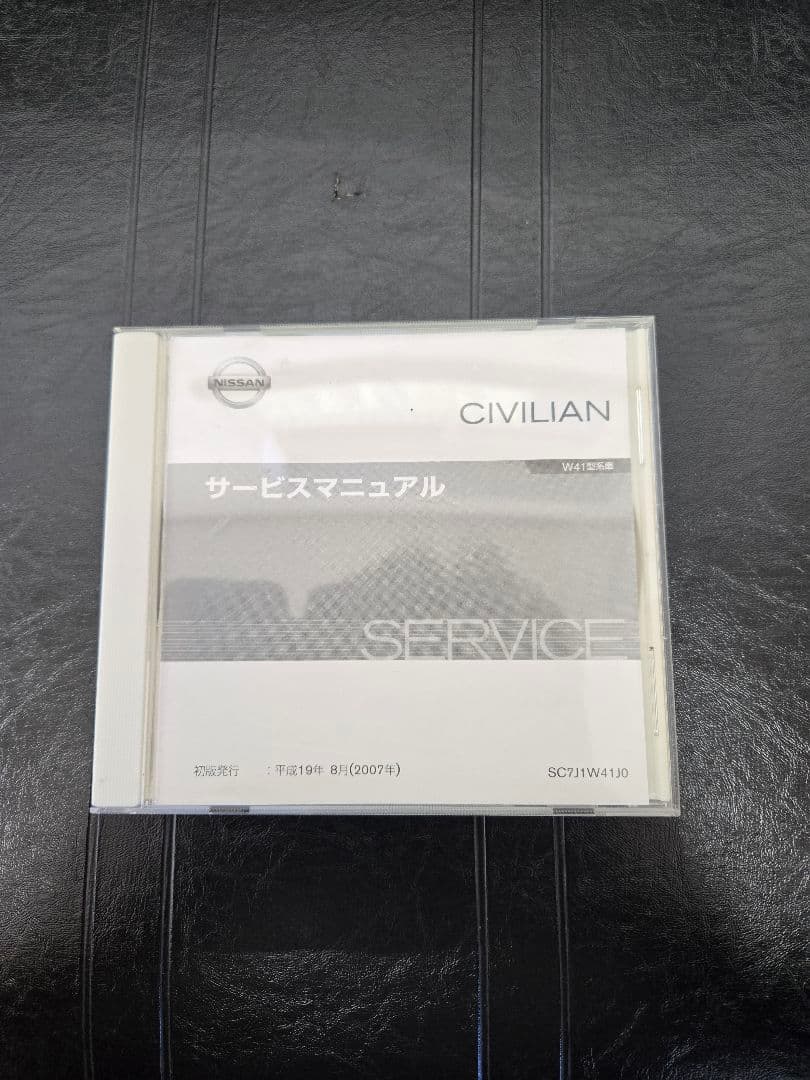 NISSAN
CIVILIAN
W41型系車
サービスマニュアル
SERVICE
初版発行 : 平成19年 8月(2007年)
SC7J1W41J0